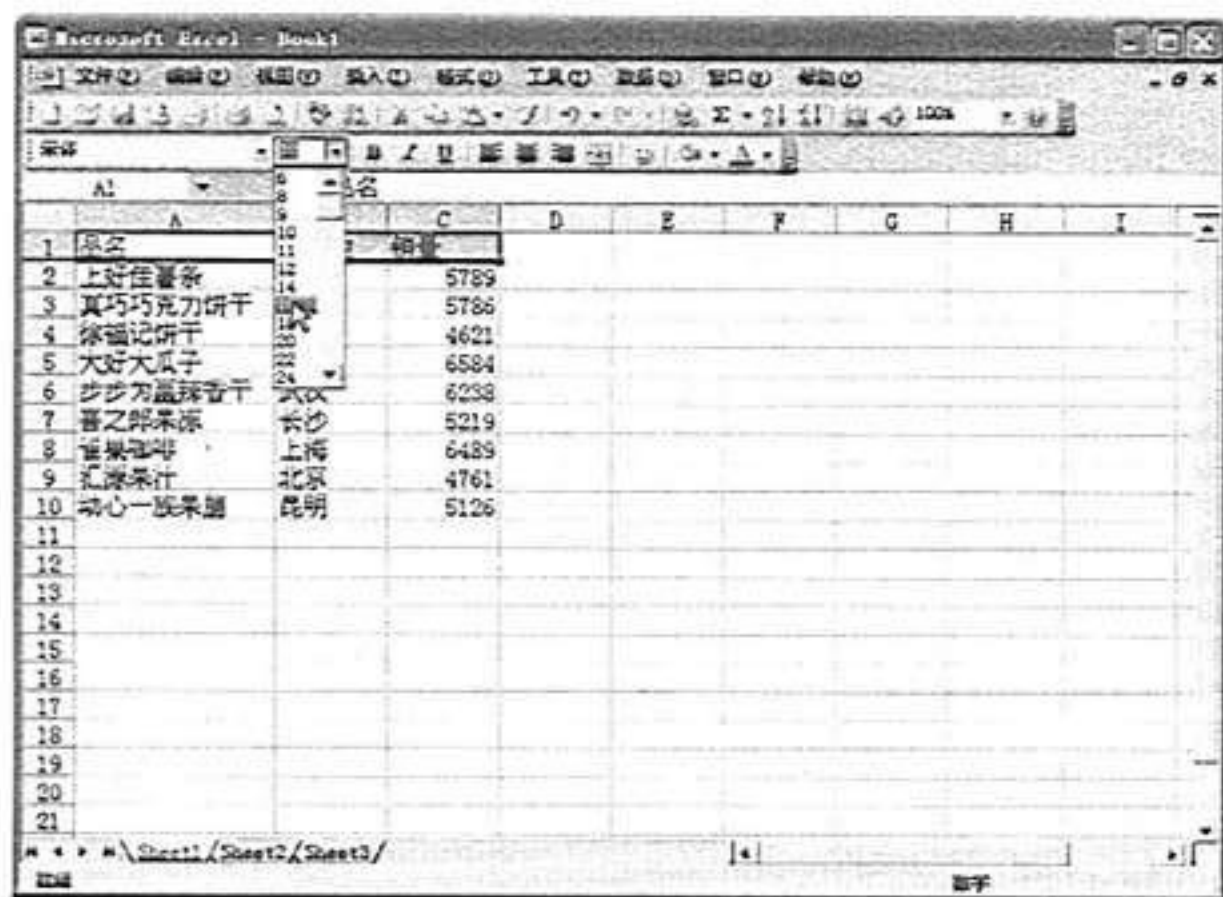 Microsoft Excel - Book1
文件(F) 编辑(E) 视图(V) 插入(I) 格式(O) 工具(T) 数据(D) 窗口(W) 帮助(H)
100%
宋体 B I U
A1 品名
6
8
9
10
11
12
14
18
20
22
24
A C D E F G H I
1 品名 销量
2 上好佳薯条 5789
3 真巧巧克力饼干 5786
4 徐福记饼干 4621
5 大好大瓜子 6584
6 步步为赢辣香干 武汉 6238
7 喜之郎果冻 长沙 5219
8 雀巢咖啡 上海 6489
9 汇源果汁 北京 4761
10 动心一族果脯 昆明 5126
11
12
13
14
15
16
17
18
19
20
21
Sheet1 / Sheet2 / Sheet3 /
数字